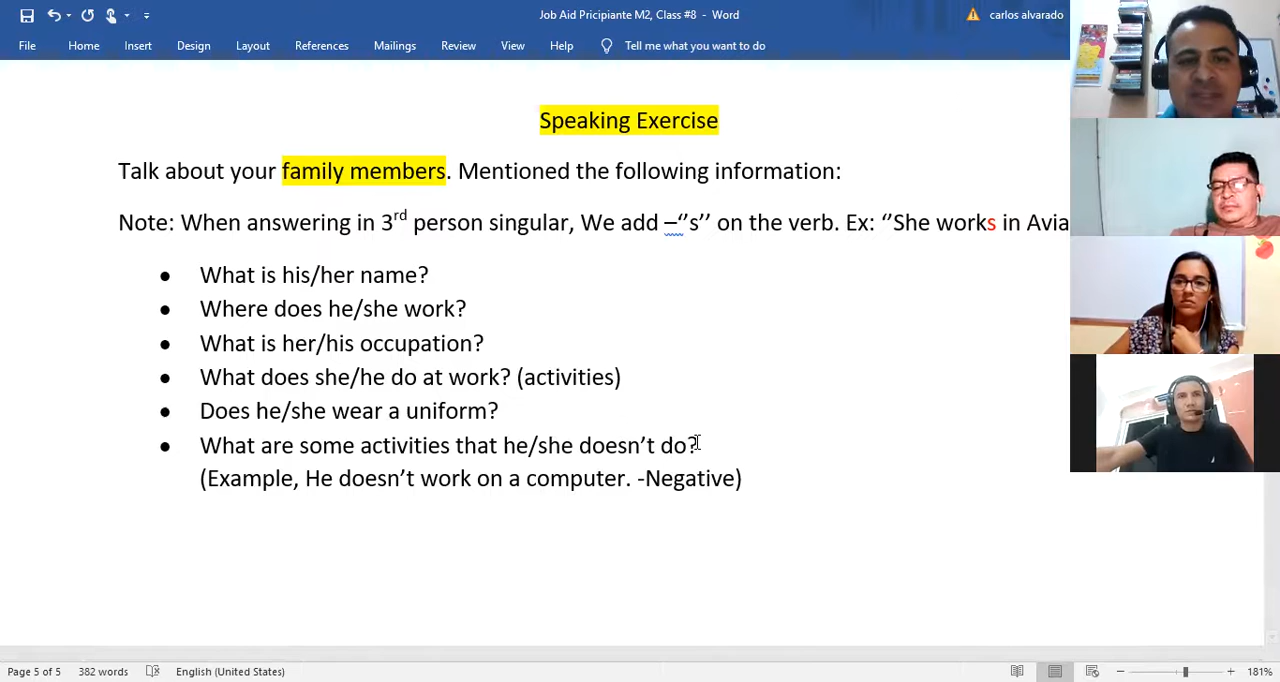 Job Aid Pricipiante M2, Class #8 - Word
carlos alvarado
File Home Insert Design Layout References Mailings Review View Help Tell me what you want to do
Speaking Exercise
Talk about your family members. Mentioned the following information:
Note: When answering in 3rd person singular, We add –‘’s’’ on the verb. Ex: ‘’She works in Avia
● What is his/her name?
● Where does he/she work?
● What is her/his occupation?
● What does she/he do at work? (activities)
● Does he/she wear a uniform?
● What are some activities that he/she doesn’t do?
(Example, He doesn’t work on a computer. -Negative)
Page 5 of 5 382 words English (United States) 181%